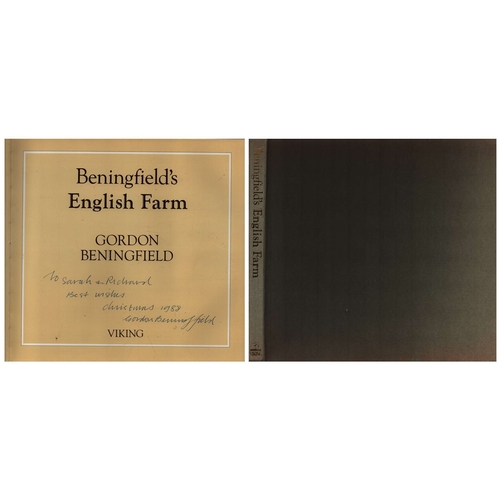 Beningfield's
English Farm
GORDON
BENINGFIELD
To Sarah & Richard
Best wishes
Christmas 1988
Gordon Beningfield
VIKING
Beningfield's English Farm